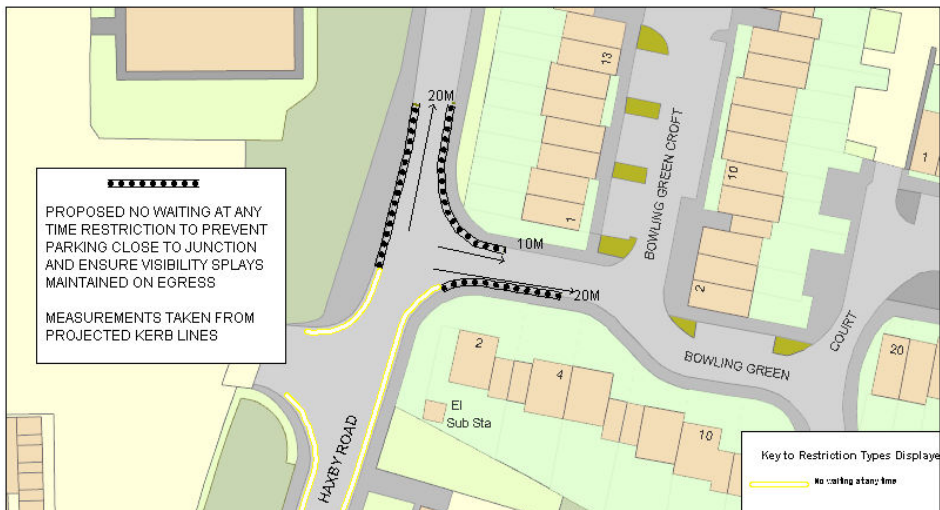 20M
13
PROPOSED NO WAITING AT ANY
TIME RESTRICTION TO PREVENT
PARKING CLOSE TO JUNCTION
AND ENSURE VISIBILITY SPLAYS
MAINTAINED ON EGRESS
MEASUREMENTS TAKEN FROM
PROJECTED KERB LINES
1
10M
20M
BOWLING GREEN CROFT
10
2
1
BOWLING GREEN
COURT
20
2
4
10
El
Sub Sta
HAXBY ROAD
Key to Restriction Types Displaye
No waiting at any time